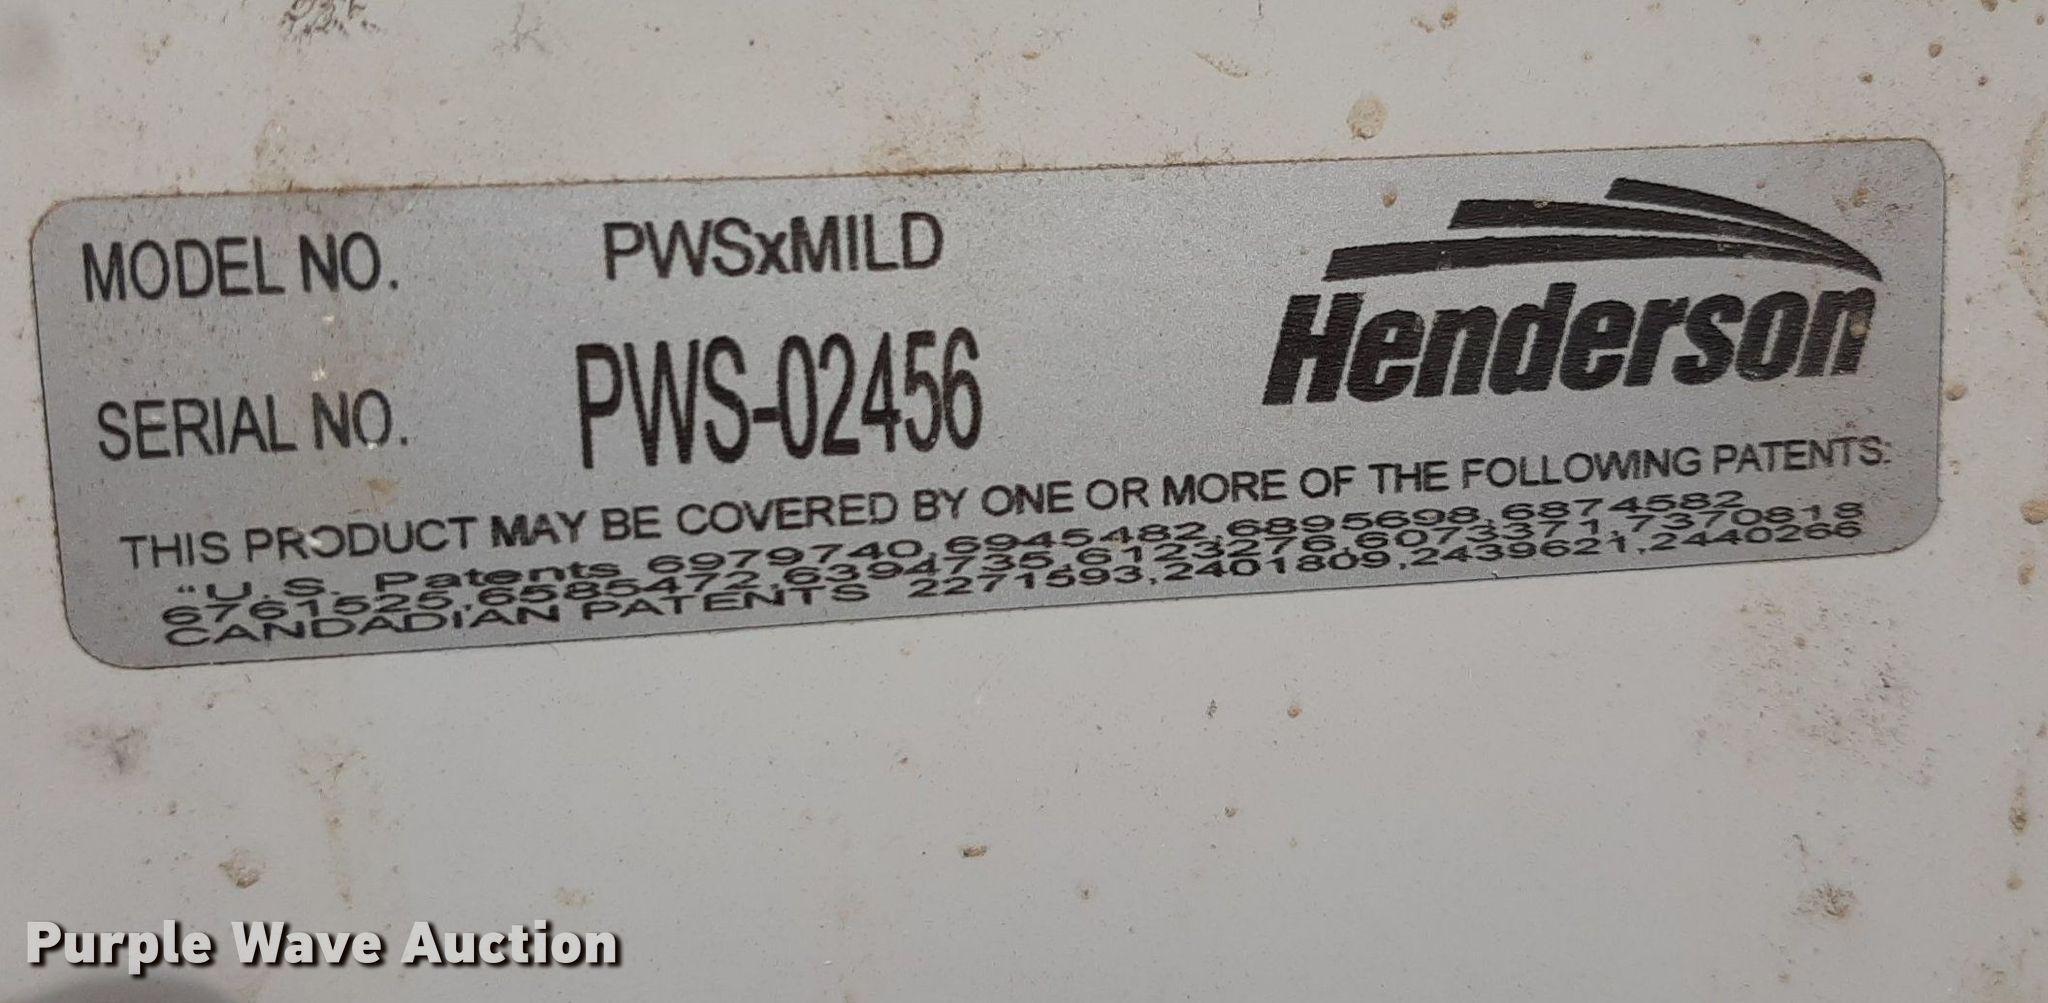 MODEL NO. PWSxMILD
Henderson
SERIAL NO. PWS-02456
THIS PRODUCT MAY BE COVERED BY ONE OR MORE OF THE FOLLOWING PATENTS:
"U.S. Patents 6979740,6945482,6895698,6874582
6761525,6585472,6394735,6123276,6073371,7370818
CANDADIAN PATENTS 2271593,2401809,2439621,2440266
Purple Wave Auction